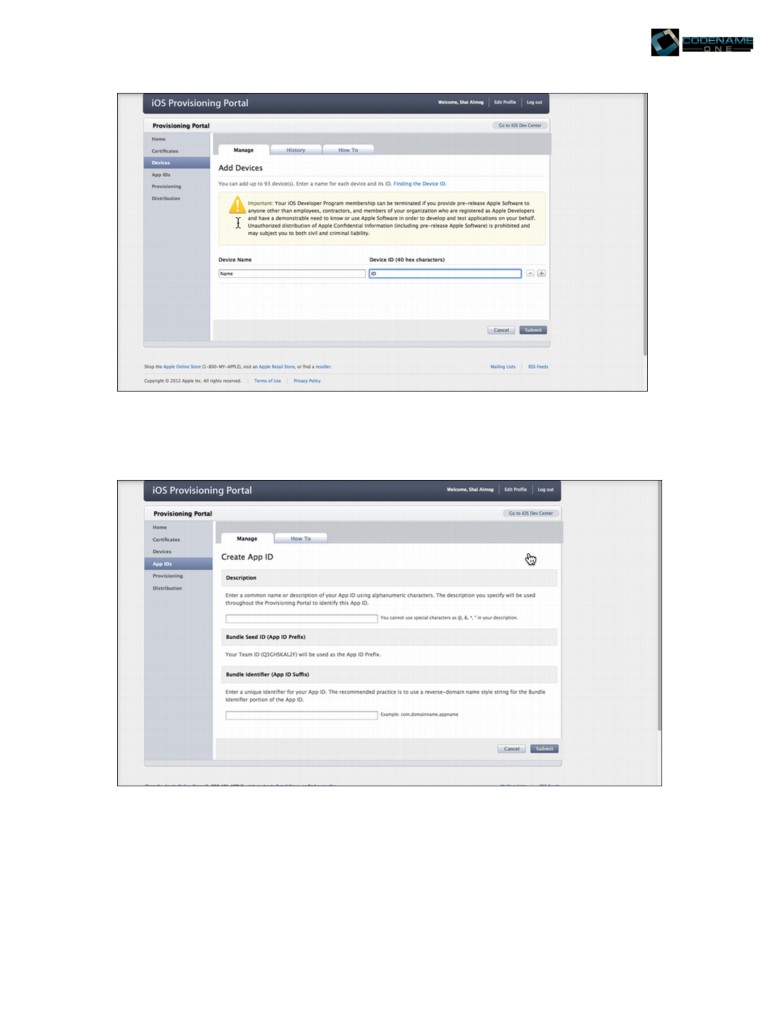 CODENAME
ONE
iOS Provisioning Portal
Welcome, Shai Almog Edit Profile Log out
Provisioning Portal
Go to iOS Dev Center
Home
Certificates
Devices
App IDs
Provisioning
Distribution
Manage History How To
Add Devices
You can add up to 93 device(s). Enter a name for each device and its ID. Finding the Device ID.
Important: Your iOS Developer Program membership can be terminated if you provide pre-release Apple Software to
anyone other than employees, contractors, and members of your organization who are registered as Apple Developers
and have a demonstrable need to know or use Apple Software in order to develop and test applications on your behalf.
Unauthorized distribution of Apple Confidential Information (including pre-release Apple Software) is prohibited and
may subject you to both civil and criminal liability.
Device Name Device ID (40 hex characters)
Name ID
Cancel Submit
Shop the Apple Online Store (1-800-MY-APPLE), visit an Apple Retail Store, or find a reseller.
Mailing Lists RSS Feeds
Copyright © 2012 Apple Inc. All rights reserved. Terms of Use Privacy Policy
iOS Provisioning Portal
Welcome, Shai Almog Edit Profile Log out
Provisioning Portal
Go to iOS Dev Center
Home
Certificates
Devices
App IDs
Provisioning
Distribution
Manage How To
Create App ID
Description
Enter a common name or description of your App ID using alphanumeric characters. The description you specify will be used
throughout the Provisioning Portal to identify this App ID.
You cannot use special characters as @, &, *, " in your description.
Bundle Seed ID (App ID Prefix)
Your Team ID (Q5GHSKAL2F) will be used as the App ID Prefix.
Bundle Identifier (App ID Suffix)
Enter a unique identifier for your App ID. The recommended practice is to use a reverse-domain name style string for the Bundle
Identifier portion of the App ID.
Example: com.domainname.appname
Cancel Submit